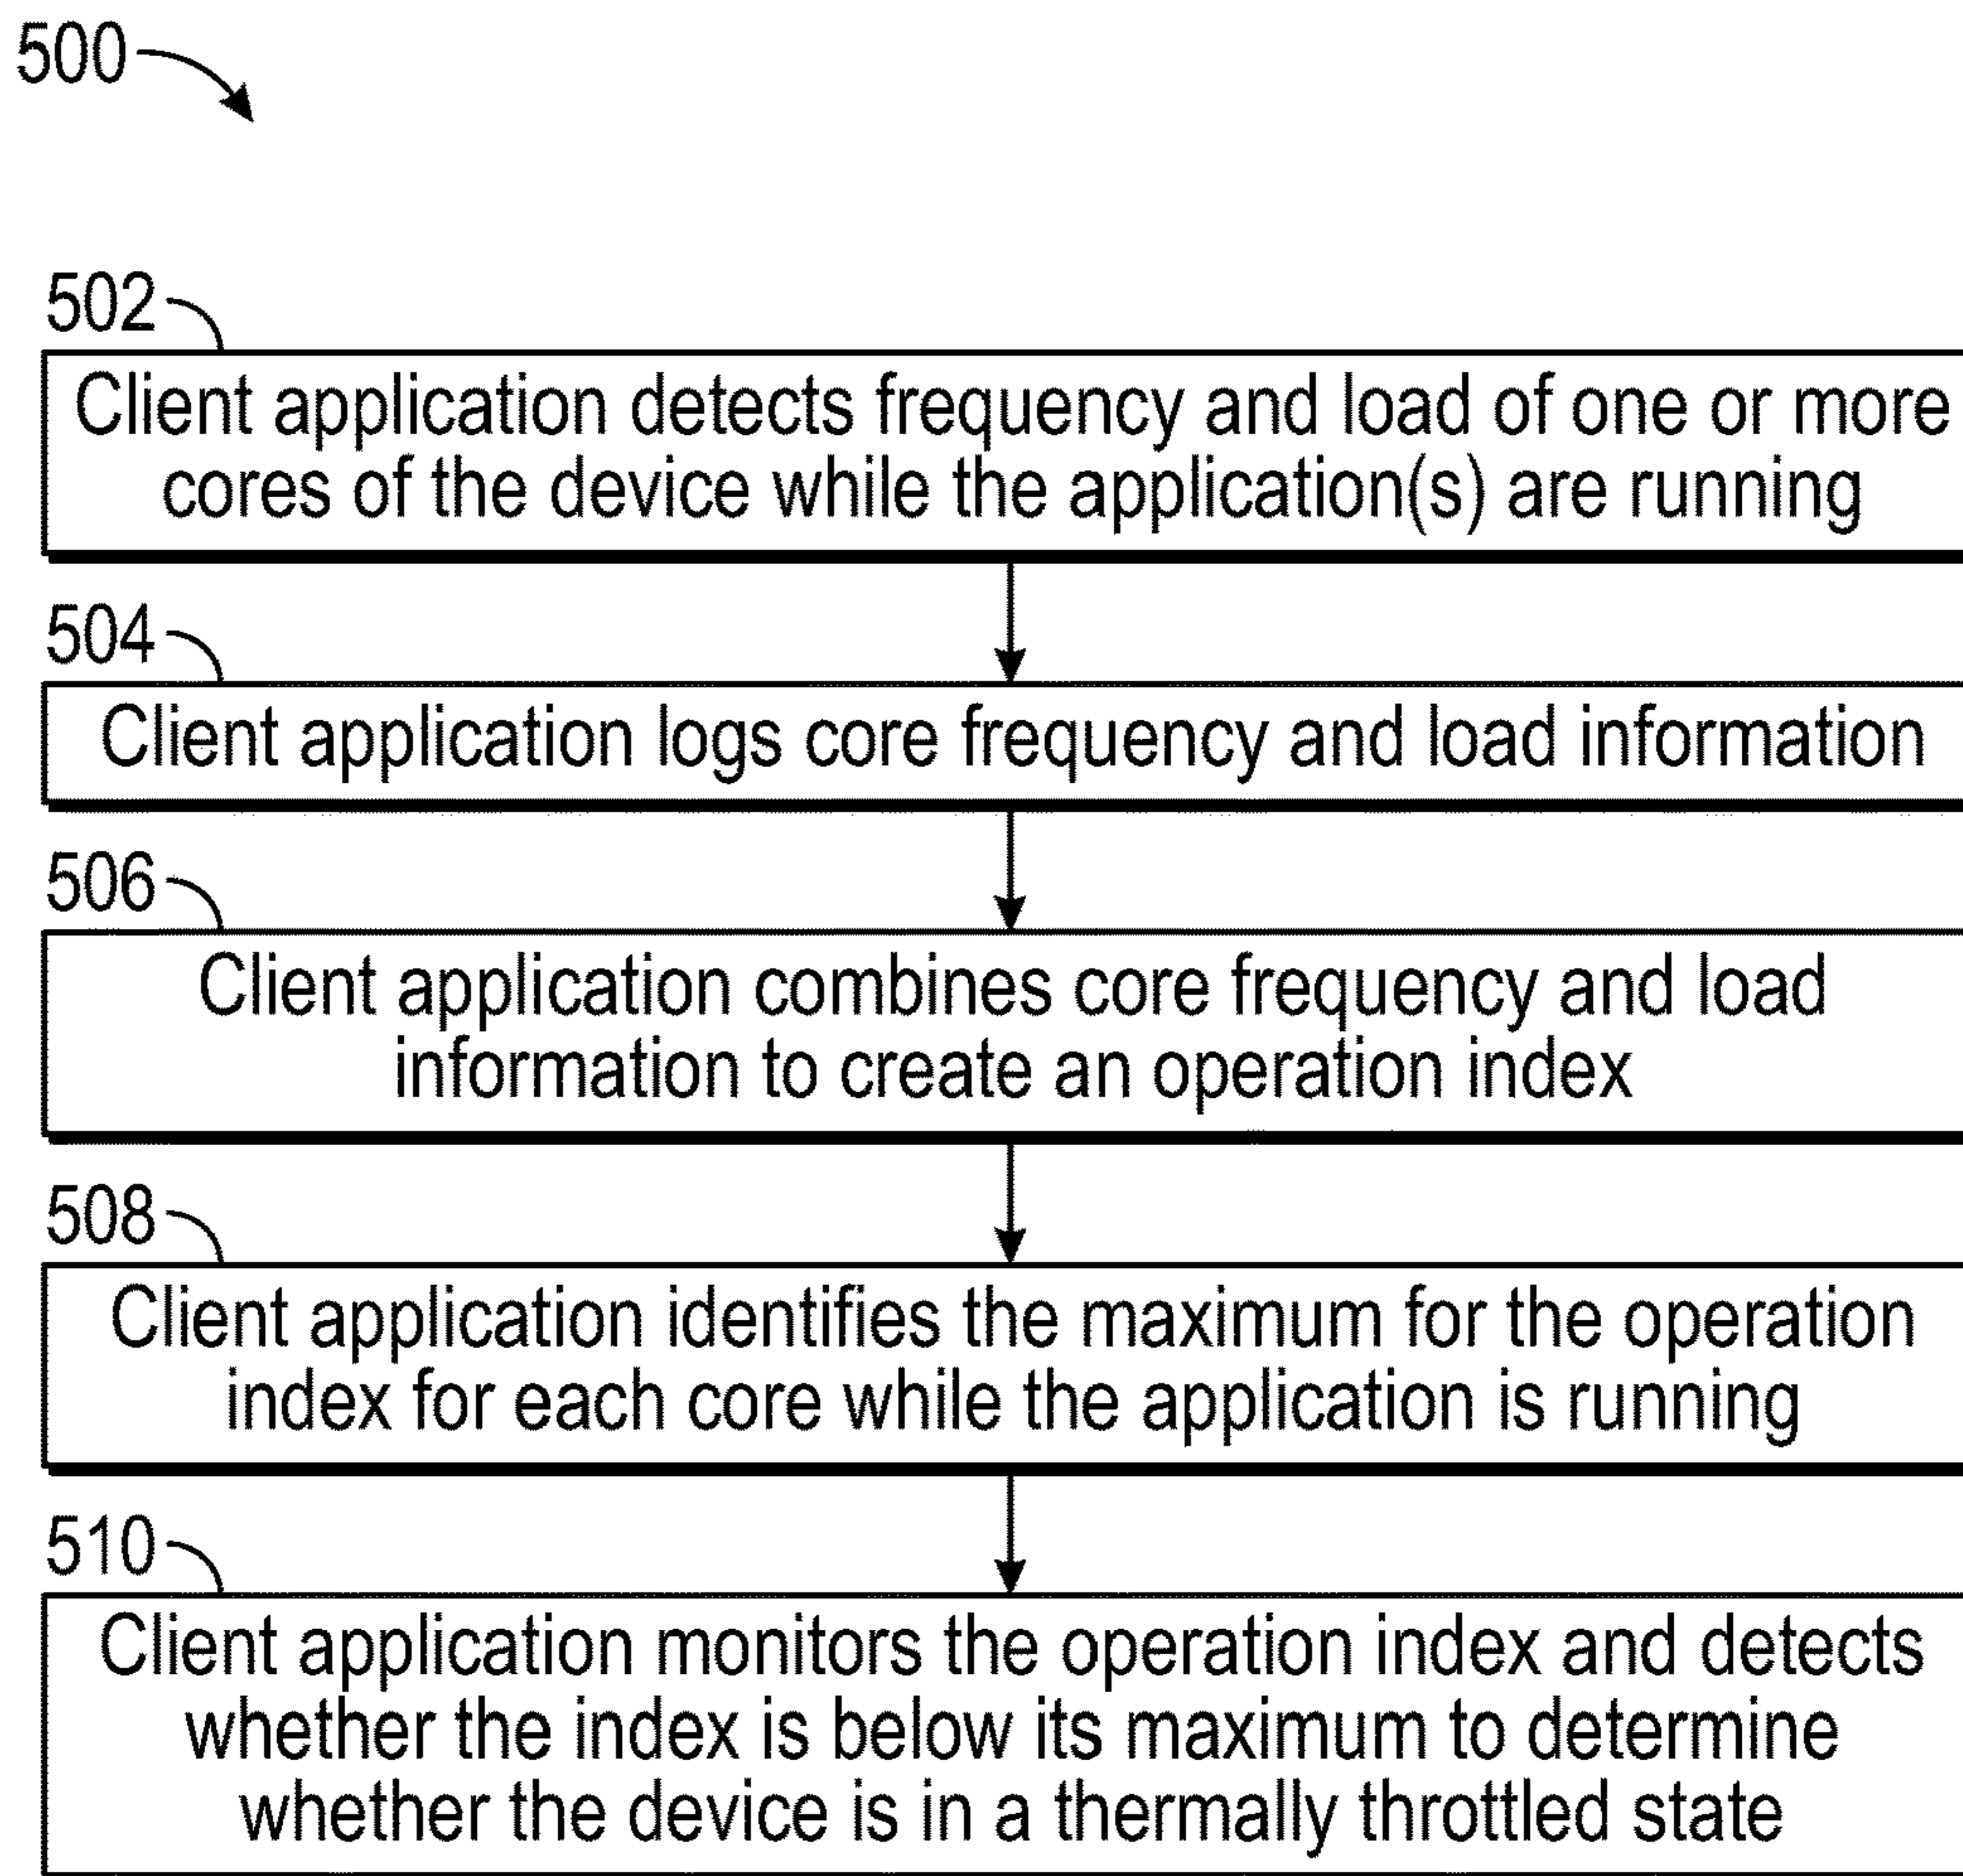 500
502
Client application detects frequency and load of one or more
cores of the device while the application(s) are running
504
Client application logs core frequency and load information
506
Client application combines core frequency and load
information to create an operation index
508
Client application identifies the maximum for the operation
index for each core while the application is running
510
Client application monitors the operation index and detects
whether the index is below its maximum to determine
whether the device is in a thermally throttled state